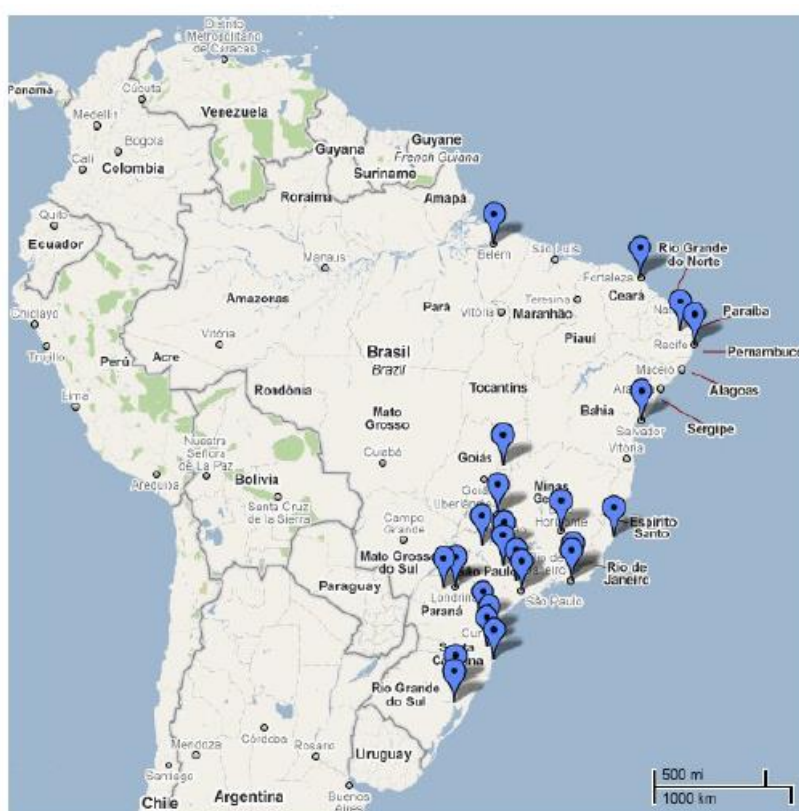 Distrito
Metropolitano
de Caracas
Panamá
Cúcuta
Venezuela
Medellín
Bogota
Guyana
Guyane
French Guiana
Cali
Colombia
Suriname
Roraima
Amapá
Quito
Ecuador
Belém
São Luís
Rio Grande
do Norte
Manaus
Fortaleza
Ceará
Amazonas
Pará
Teresina
Vitória
Maranhão
Paraíba
Chiclayo
Vitória
Piauí
Recife
Trujillo
Perú
Acre
Brasil
Brazil
Pernambuco
Maceió
Rondônia
Tocantins
Alagoas
Lima
Mato
Grosso
Bahia
Salvador
Sergipe
Nuestra
Señora
de La Paz
Goiás
Cuiabá
Vitória
Arequipa
Bolivia
Minas
Uberlân
Santa Cruz
de la Sierra
Campo
Grande
Espírito
Santo
Mato Grosso
do Sul
São Paulo
Rio de
Janeiro
Paraguay
Londrina
São Paulo
Paraná
Santa
Rio Grande
do Sul
Uruguay
Córdoba
Mendoza
Rosario
Santiago
Buenos
Aires
Chile
Argentina
500 mi
1000 km